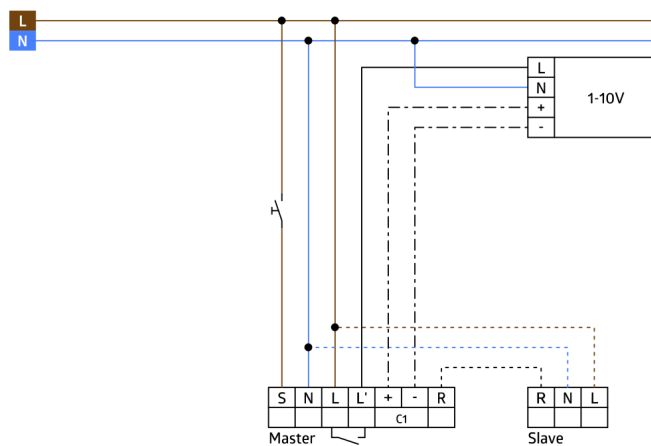 L
N
L
N
+
-
1-10V
S N L L' + - R
C1
R N L
Master
Slave